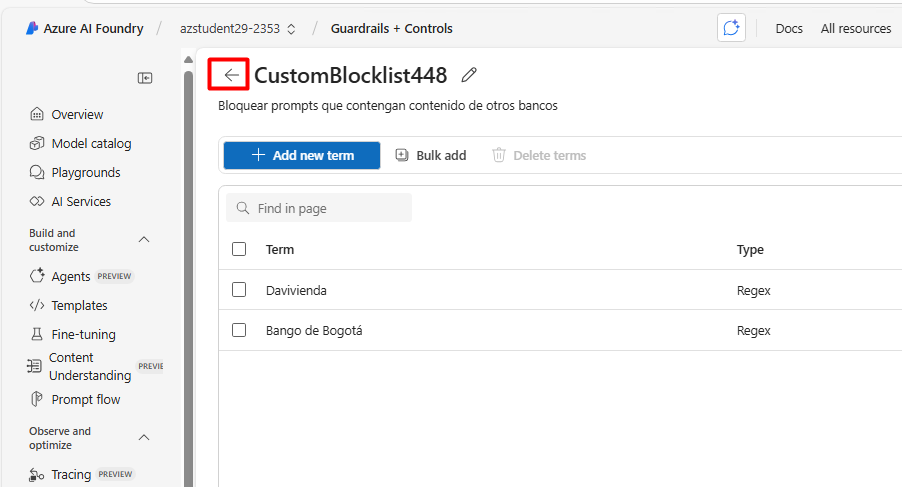 Azure AI Foundry / azstudent29-2353 / Guardrails + Controls Docs All resources
CustomBlocklist448
Bloquear prompts que contengan contenido de otros bancos
Add new term Bulk add Delete terms
Find in page
Term Type
Davivienda Regex
Bango de Bogotá Regex
Overview
Model catalog
Playgrounds
AI Services
Build and
customize
Agents PREVIEW
Templates
Fine-tuning
Content
Understanding PREVIE
Prompt flow
Observe and
optimize
Tracing PREVIEW